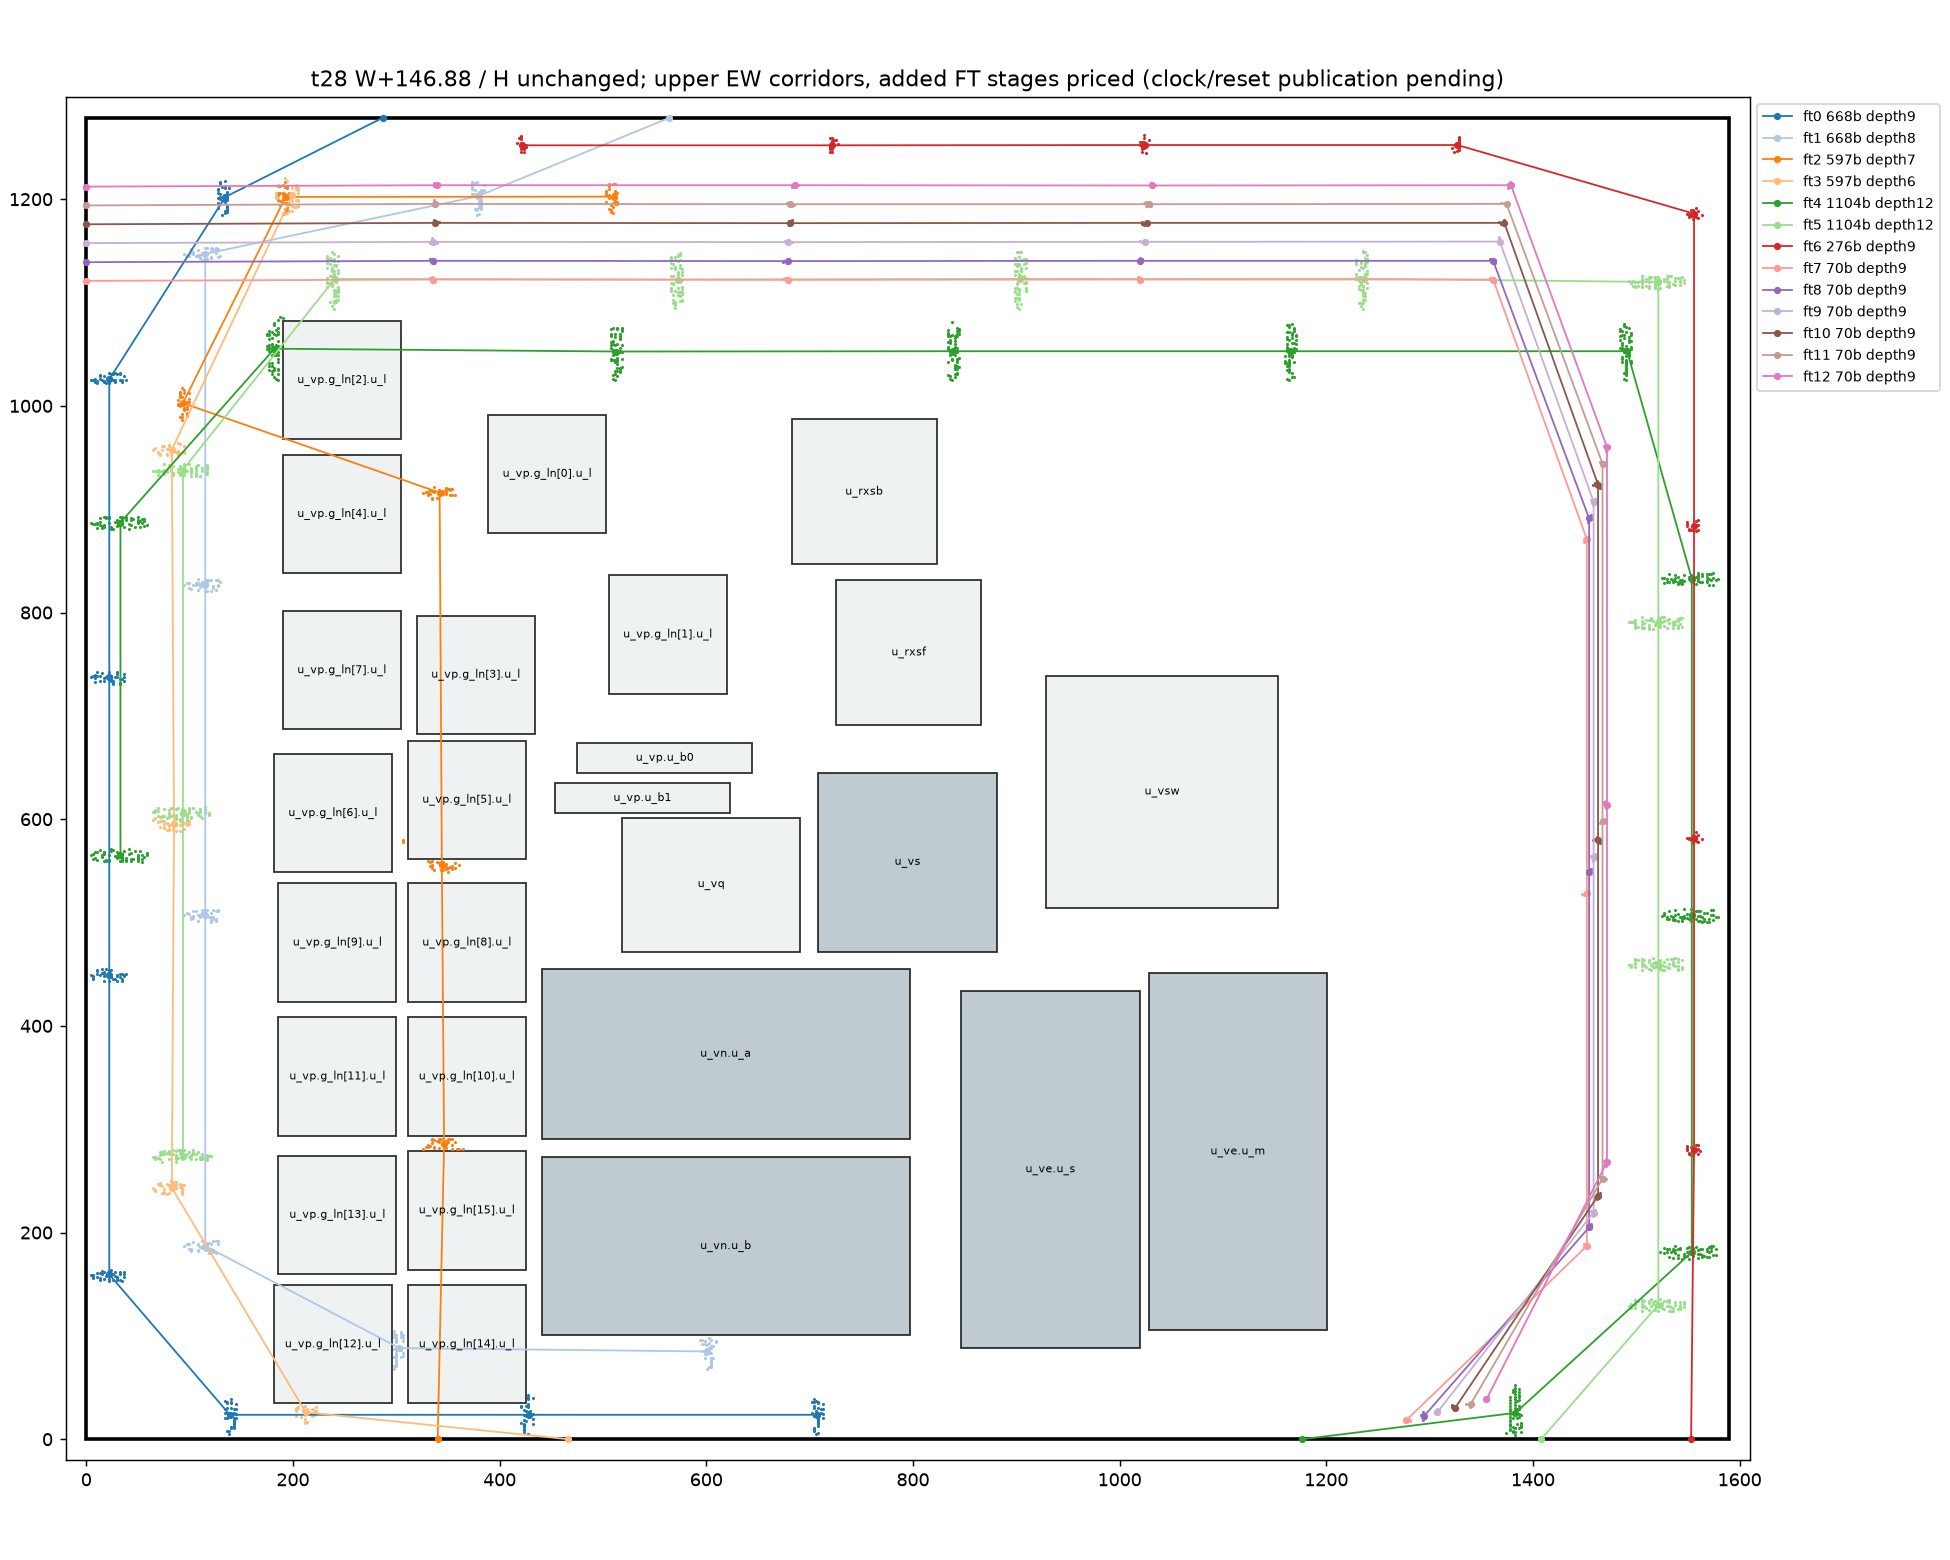 t28 W+146.88 / H unchanged; upper EW corridors, added FT stages priced (clock/reset publication pending)
ft0 668b depth9
ft1 668b depth8
ft2 597b depth7
ft3 597b depth6
ft4 1104b depth12
ft5 1104b depth12
ft6 276b depth9
ft7 70b depth9
ft8 70b depth9
ft9 70b depth9
ft10 70b depth9
ft11 70b depth9
ft12 70b depth9
1200
1000
800
600
400
200
0
u_vp.g_ln[2].u_l
u_vp.g_ln[0].u_l
u_rxsb
u_vp.g_ln[4].u_l
u_vp.g_ln[1].u_l
u_rxsf
u_vp.g_ln[7].u_l
u_vp.g_ln[3].u_l
u_vp.u_b0
u_vp.u_b1
u_vsw
u_vp.g_ln[5].u_l
u_vp.g_ln[6].u_l
u_vs
u_vq
u_vp.g_ln[9].u_l
u_vp.g_ln[8].u_l
u_vn.u_a
u_vp.g_ln[11].u_l
u_vp.g_ln[10].u_l
u_ve.u_s
u_ve.u_m
u_vp.g_ln[13].u_l
u_vp.g_ln[15].u_l
u_vn.u_b
u_vp.g_ln[12].u_l
u_vp.g_ln[14].u_l
0
200
400
600
800
1000
1200
1400
1600